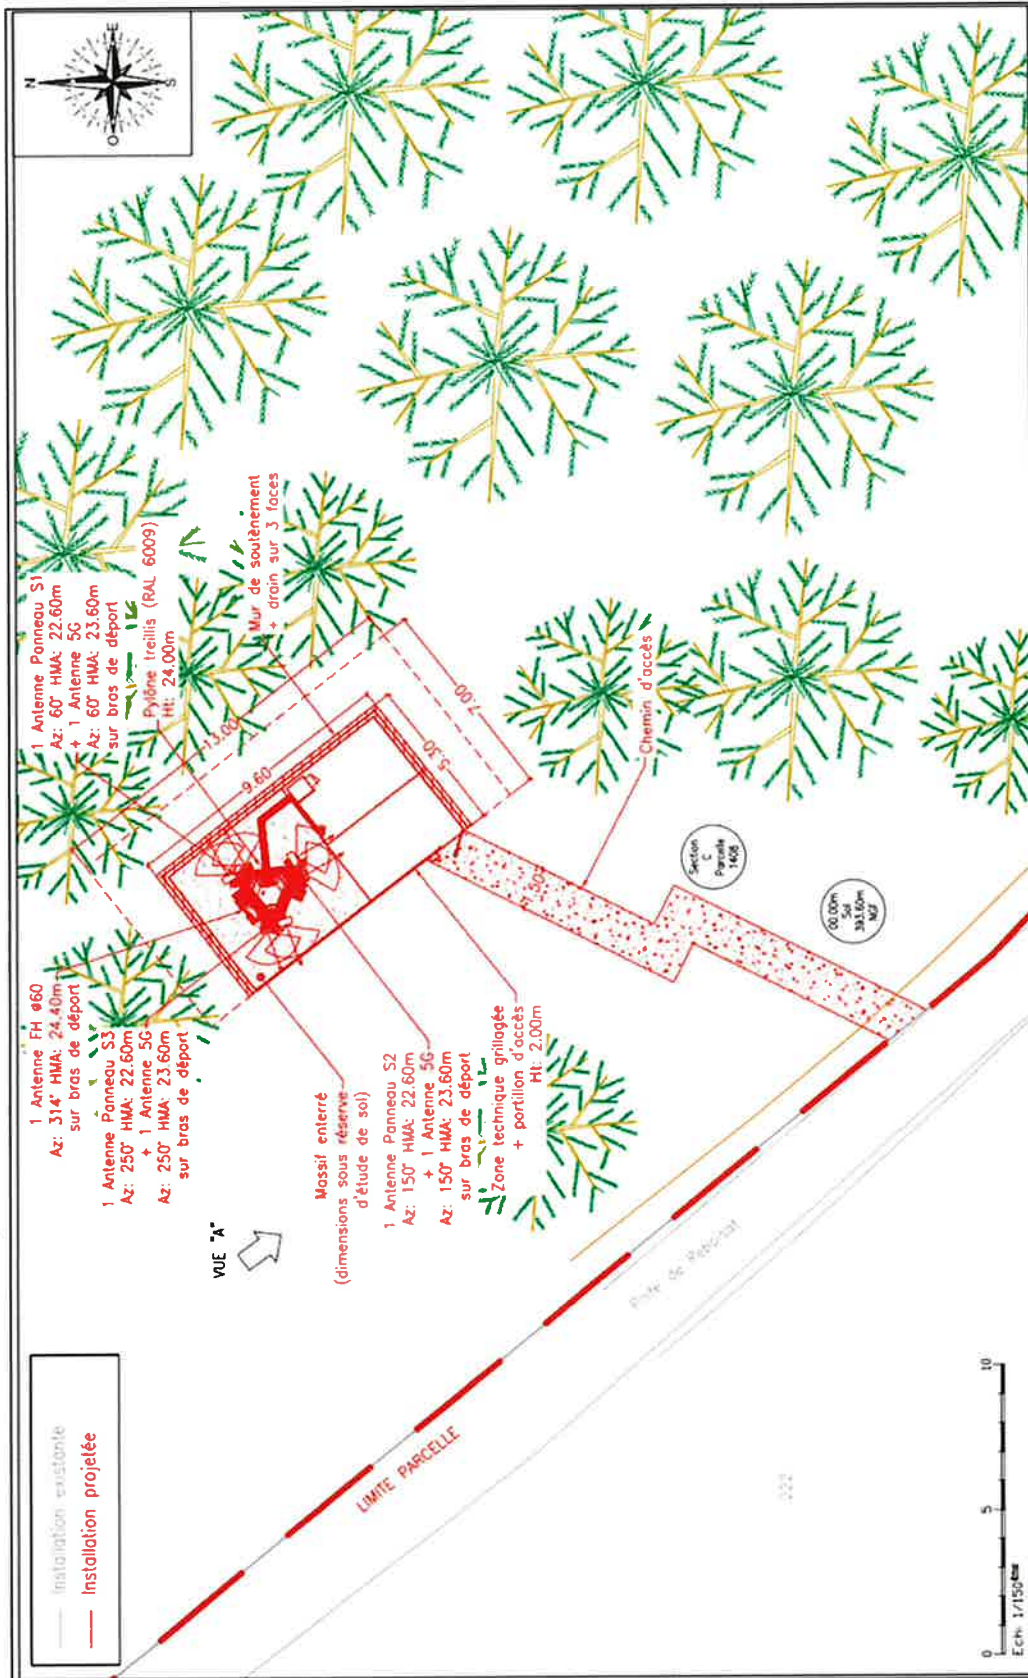 N
E
S
O
1 Antenne FH ø60
Az: 314° HMA: 24.40m
sur bras de déport
1 Antenne Panneau S3
Az: 250° HMA: 22.60m
+ 1 Antenne 5G
Az: 250° HMA: 23.60m
sur bras de déport
1 Antenne Panneau S1
Az: 60° HMA: 22.60m
+ 1 Antenne 5G
Az: 60° HMA: 23.60m
sur bras de déport
Pylône treillis (RAL 6009)
Ht: 24.00m
Mur de soutènement
+ drain sur 3 faces
13.00
9.60
7.00
5.30
VUE "A"
Massif enterré
(dimensions sous réserve
d'étude de sol)
1 Antenne Panneau S2
Az: 150° HMA: 22.60m
+ 1 Antenne 5G
Az: 150° HMA: 23.60m
sur bras de déport
Zone technique grillagée
+ portillon d'accès
Ht: 2.00m
1.50
Chemin d'accès
Section
C
Parcelle
1408
00.00m
Sol
393.60m
NGF
Installation existante
Installation projetée
LIMITE PARCELLE
Piste de
0
5
10
Ech: 1/150ème